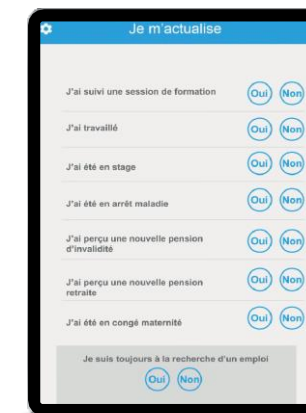 Je m'actualise
J'ai suivi une session de formation Oui Non
J'ai travaillé Oui Non
J'ai été en stage Oui Non
J'ai été en arrêt maladie Oui Non
J'ai perçu une nouvelle pension
d'invalidité Oui Non
J'ai perçu une nouvelle pension
retraite Oui Non
J'ai été en congé maternité Oui Non
Je suis toujours à la recherche d'un emploi
Oui Non